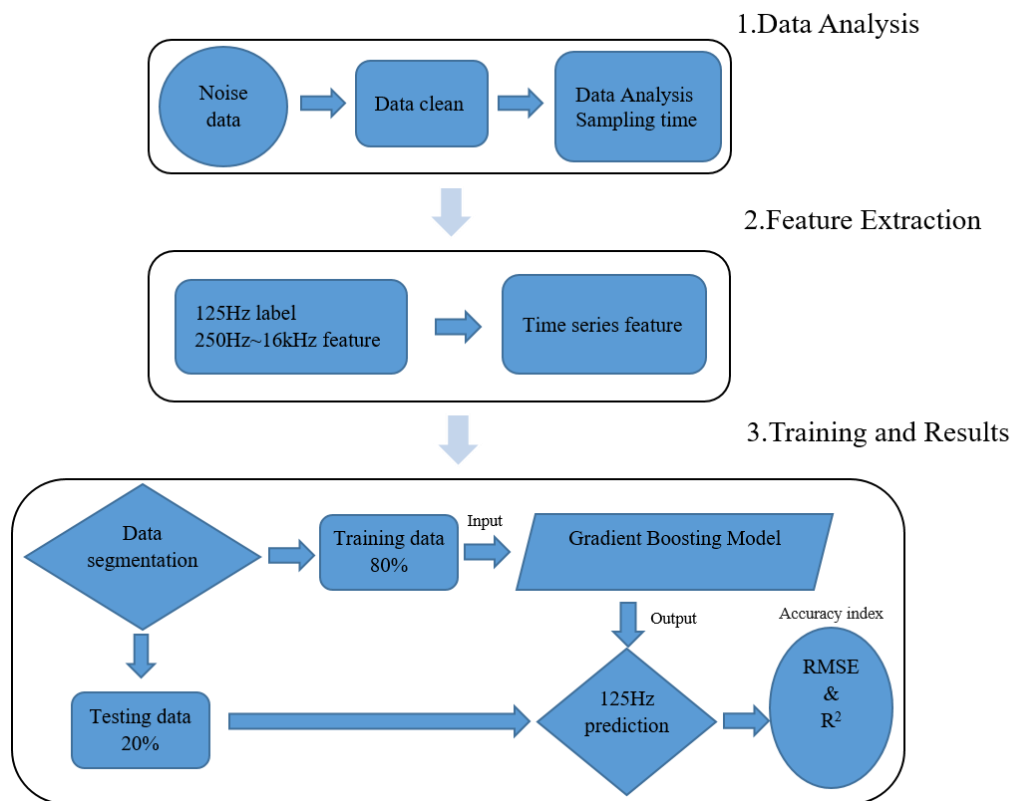 1.Data Analysis
Noise
data
Data clean
Data Analysis
Sampling time
2.Feature Extraction
125Hz label
250Hz~16kHz feature
Time series feature
3.Training and Results
Data
segmentation
Training data
80%
Input
Gradient Boosting Model
Output
Accuracy index
Testing data
20%
125Hz
prediction
RMSE
&
R²